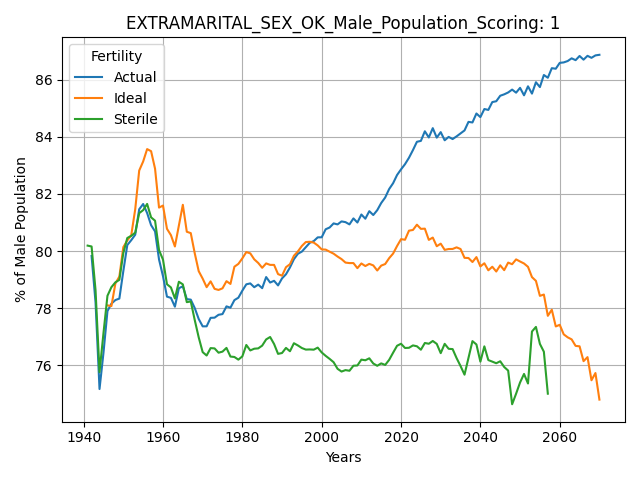 EXTRAMARITAL_SEX_OK_Male_Population_Scoring: 1
Fertility
Actual
Ideal
Sterile
% of Male Population
86
84
82
80
78
76
1940 1960 1980 2000 2020 2040 2060
Years